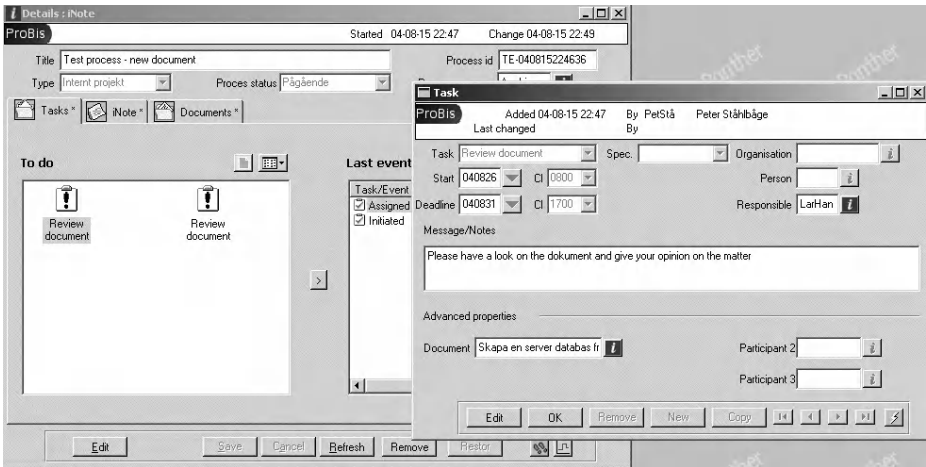 Details : iNote
ProBis Started 04-08-15 22:47 Change 04-08-15 22:49
Title Test process - new document Process id TE-040815224636
Type Internt projekt Proces status Pågående
Tasks * iNote * Documents *
To do Last event
Task/Event
Assigned
Initiated
Review document
Review document
>
Edit Save Cancel Refresh Remove Restor.
Task
ProBis Added 04-08-15 22:47 By PetStå Peter Ståhlbåge
Last changed By
Task Review document Spec. Organisation
Start 040826 Cl 0800 Person
Deadline 040831 Cl 1700 Responsible LarHan
Message/Notes
Please have a look on the dokument and give your opinion on the matter
Advanced properties
Document Skapa en server databas fr Participant 2
Participant 3
Edit OK Remove New Copy
Panther
Panther
Panther